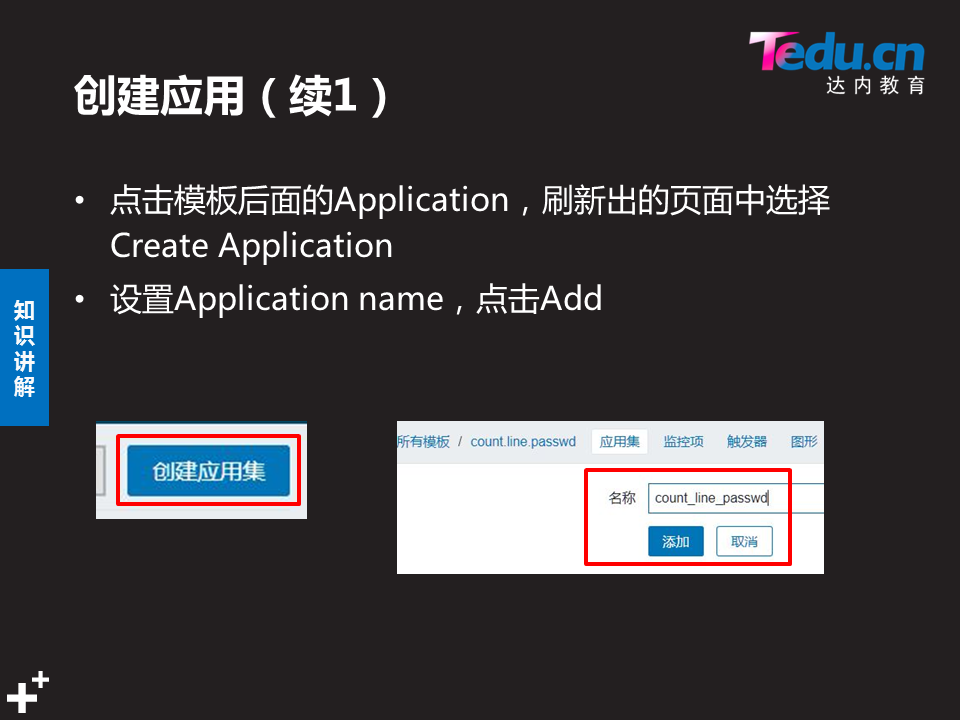 Tedu.cn
达内教育
创建应用（续1）
• 点击模板后面的Application，刷新出的页面中选择
Create Application
• 设置Application name，点击Add
知
识
讲
解
创建应用集
所有模板 / count.line.passwd 应用集 监控项 触发器 图形
名称 count_line_passwd
添加 取消